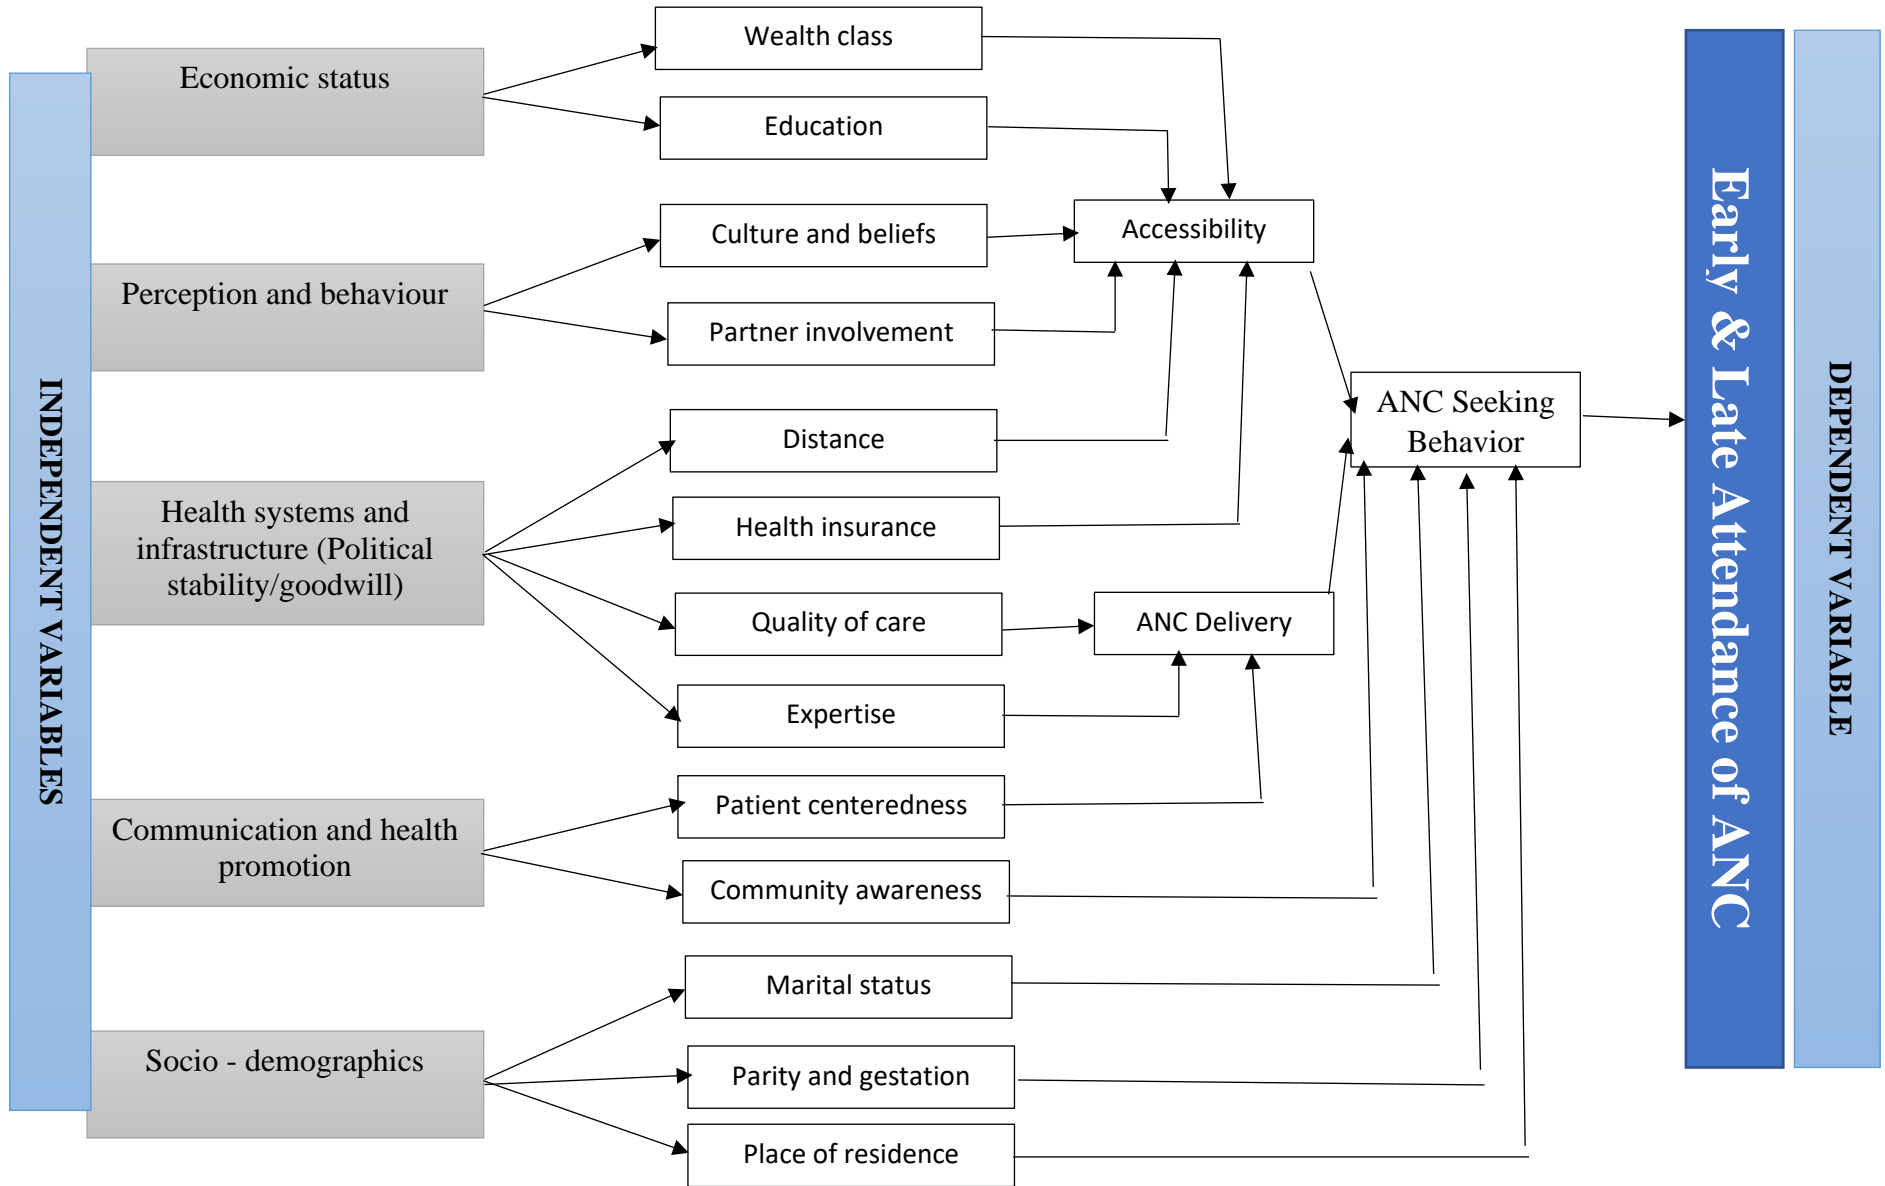 INDEPENDENT VARIABLES
Economic status
Perception and behaviour
Health systems and
infrastructure (Political
stability/goodwill)
Communication and health
promotion
Socio - demographics
Wealth class
Education
Culture and beliefs
Partner involvement
Distance
Health insurance
Quality of care
Expertise
Patient centeredness
Community awareness
Marital status
Parity and gestation
Place of residence
Accessibility
ANC Delivery
ANC Seeking
Behavior
Early & Late Attendance of ANC
DEPENDENT VARIABLE